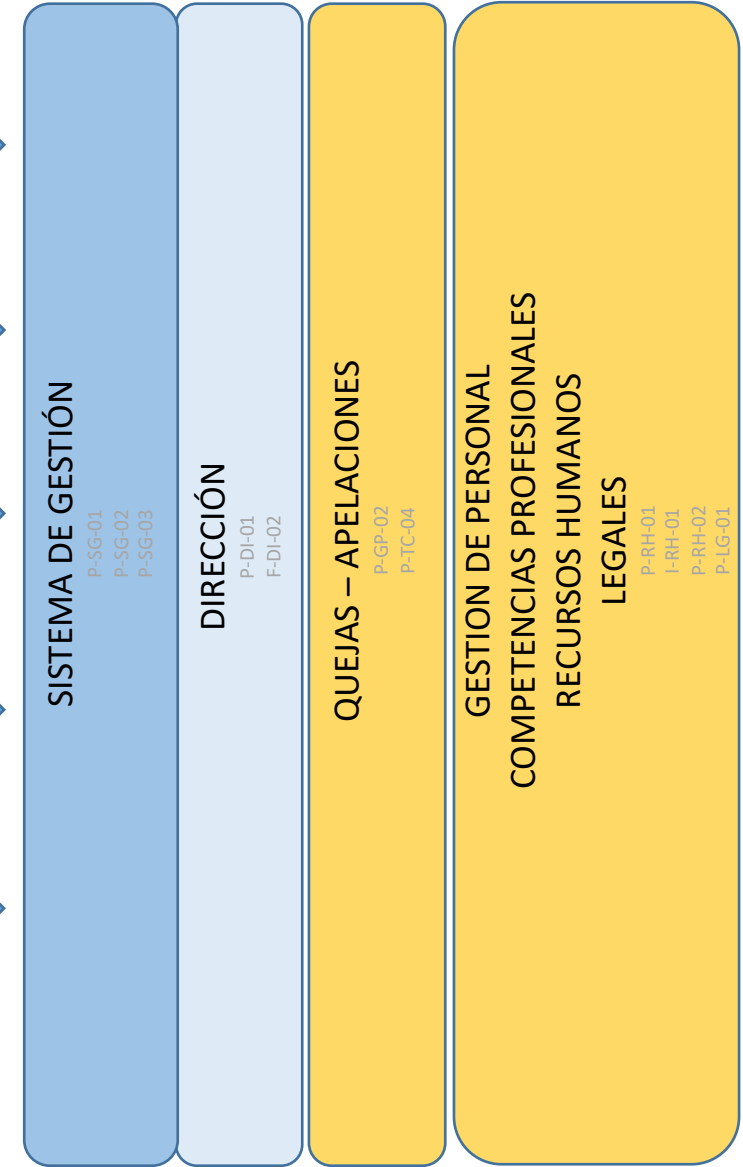 SISTEMA DE GESTIÓN
P-SG-01
P-SG-02
P-SG-03
DIRECCIÓN
P-DI-01
F-DI-02
QUEJAS – APELACIONES
P-GP-02
P-TC-04
GESTION DE PERSONAL
COMPETENCIAS PROFESIONALES
RECURSOS HUMANOS
LEGALES
P-RH-01
I-RH-01
P-RH-02
P-LG-01